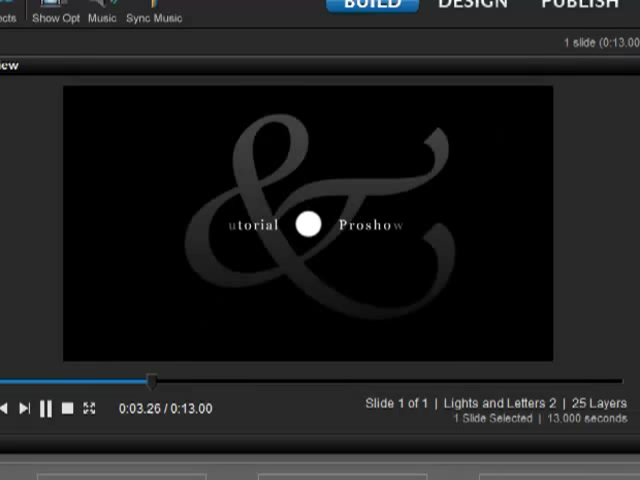 ects Show Opt Music Sync Music BUILD DESIGN PUBLISH
1 slide (0:13.00
iew
&
utorial Proshow
0:03.26 / 0:13.00
Slide 1 of 1 | Lights and Letters 2 | 25 Layers
1 Slide Selected | 13,000 seconds